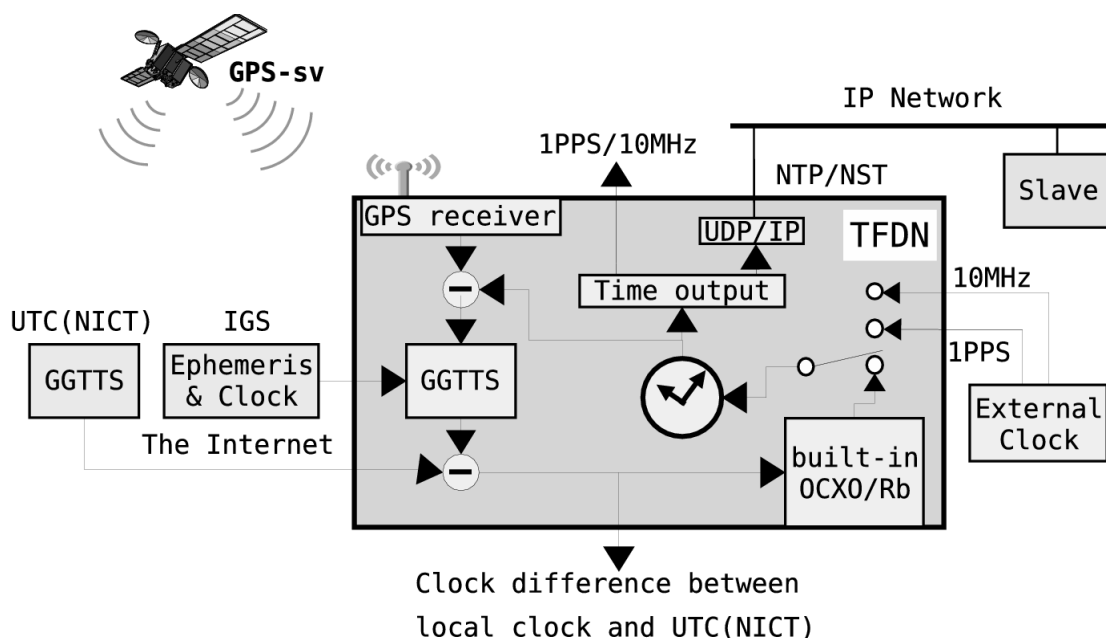 GPS-sv
IP Network
1PPS/10MHz
NTP/NST
Slave
GPS receiver
UDP/IP
TFDN
Time output
10MHz
UTC(NICT)
IGS
1PPS
GGTTS
Ephemeris
& Clock
GGTTS
External
Clock
The Internet
built-in
OCXO/Rb
Clock difference between
local clock and UTC(NICT)